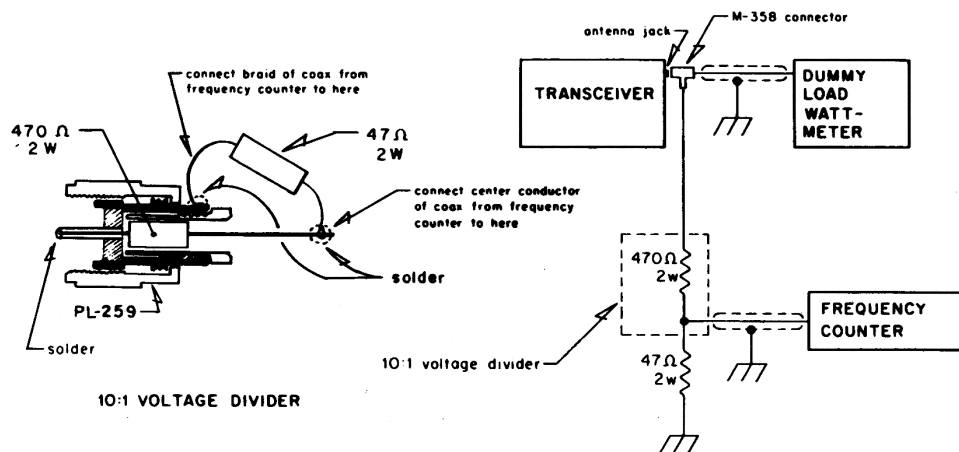 connect braid of coax from
frequency counter to here
470 Ω
2W
47Ω
2W
connect center conductor
of coax from frequency
counter to here
solder
PL-259
solder
10:1 VOLTAGE DIVIDER
M-358 connector
antenna jack
TRANSCEIVER
DUMMY
LOAD
WATT-
METER
470Ω
2w
FREQUENCY
COUNTER
10:1 voltage divider
47Ω
2w